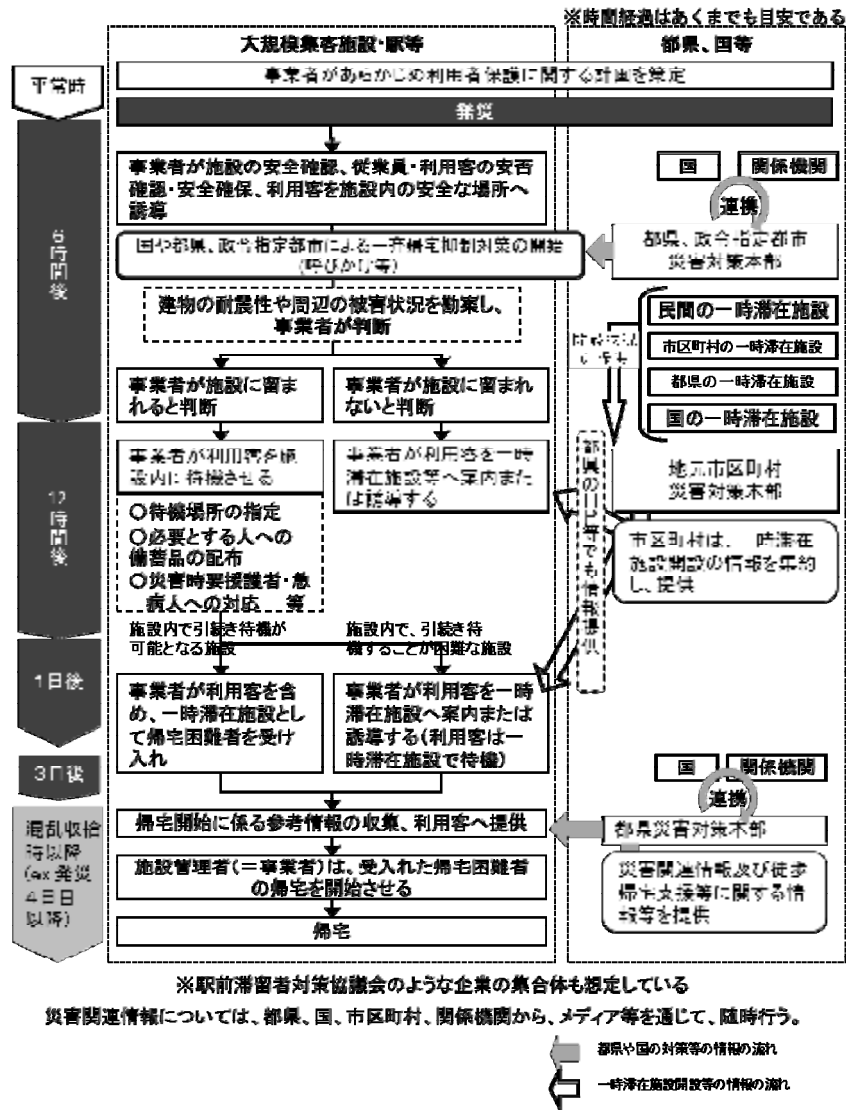 ※時間経過はあくまでも目安である
大規模集客施設・駅等
都県、国等
平常時
事業者があらかじめ利用者保護に関する計画を策定
発災
6時間後
事業者が施設の安全確認、従業員・利用客の安否
確認・安全確保、利用客を施設内の安全な場所へ
誘導
国
関係機関
連携
国や都県、政令指定都市による一斉帰宅抑制対策の開始
(呼びかけ等)
都県、政令指定都市
災害対策本部
建物の耐震性や周辺の被害状況を勘案し、
事業者が判断
民間の一時滞在施設
市区町村の一時滞在施設
都県の一時滞在施設
国の一時滞在施設
事業者が施設に留ま
れると判断
事業者が施設に留まれ
ないと判断
12時間後
事業者が利用客を施
設内に待機させる
事業者が利用客を一時
滞在施設等へ案内また
は誘導する
都県のHP等でも情報提供
地元市区町村
災害対策本部
○待機場所の指定
○必要とする人への
備蓄品の配布
○災害時要援護者・急
病人への対応 等
市区町村は、一時滞在
施設開設の情報を集約
し、提供
施設内で引続き待機が
可能となる施設
施設内で、引続き待
機することが困難な施設
1日後
事業者が利用客を含
め、一時滞在施設とし
て帰宅困難者を受け
入れ
事業者が利用客を一時
滞在施設へ案内または
誘導する(利用客は一
時滞在施設で待機)
3日後
国
関係機関
連携
混乱収拾
時以降
(ex発災
4日目
以降)
帰宅開始に係る参考情報の収集、利用客へ提供
都県災害対策本部
施設管理者(=事業者)は、受入れた帰宅困難者
の帰宅を開始させる
災害関連情報及び徒歩
帰宅支援等に関する情
報等を提供
帰宅
※駅前滞留者対策協議会のような企業の集合体も想定している
災害関連情報については、都県、国、市区町村、関係機関から、メディア等を通じて、随時行う。
都県や国の対策等の情報の流れ
一時滞在施設開設等の情報の流れ